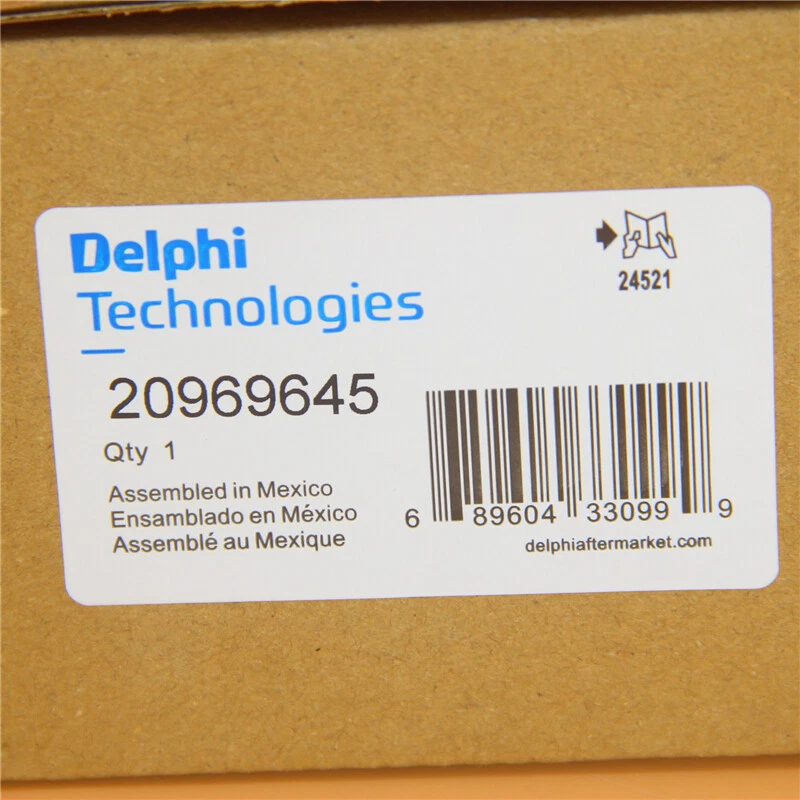 Delphi
Technologies
24521
20969645
Qty 1
Assembled in Mexico
Ensamblado en México
Assemblé au Mexique
6 89604 33099 9
delphiaftermarket.com